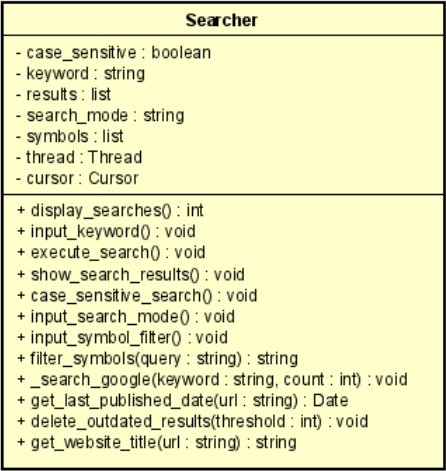 Searcher
- case_sensitive : boolean
- keyword : string
- results : list
- search_mode : string
- symbols : list
- thread : Thread
- cursor : Cursor
+ display_searches() : int
+ input_keyword() : void
+ execute_search() : void
+ show_search_results() : void
+ case_sensitive_search() : void
+ input_search_mode() : void
+ input_symbol_filter() : void
+ filter_symbols(query : string) : string
+ _search_google(keyword : string, count : int) : void
+ get_last_published_date(url : string) : Date
+ delete_outdated_results(threshold : int) : void
+ get_website_title(url : string) : string